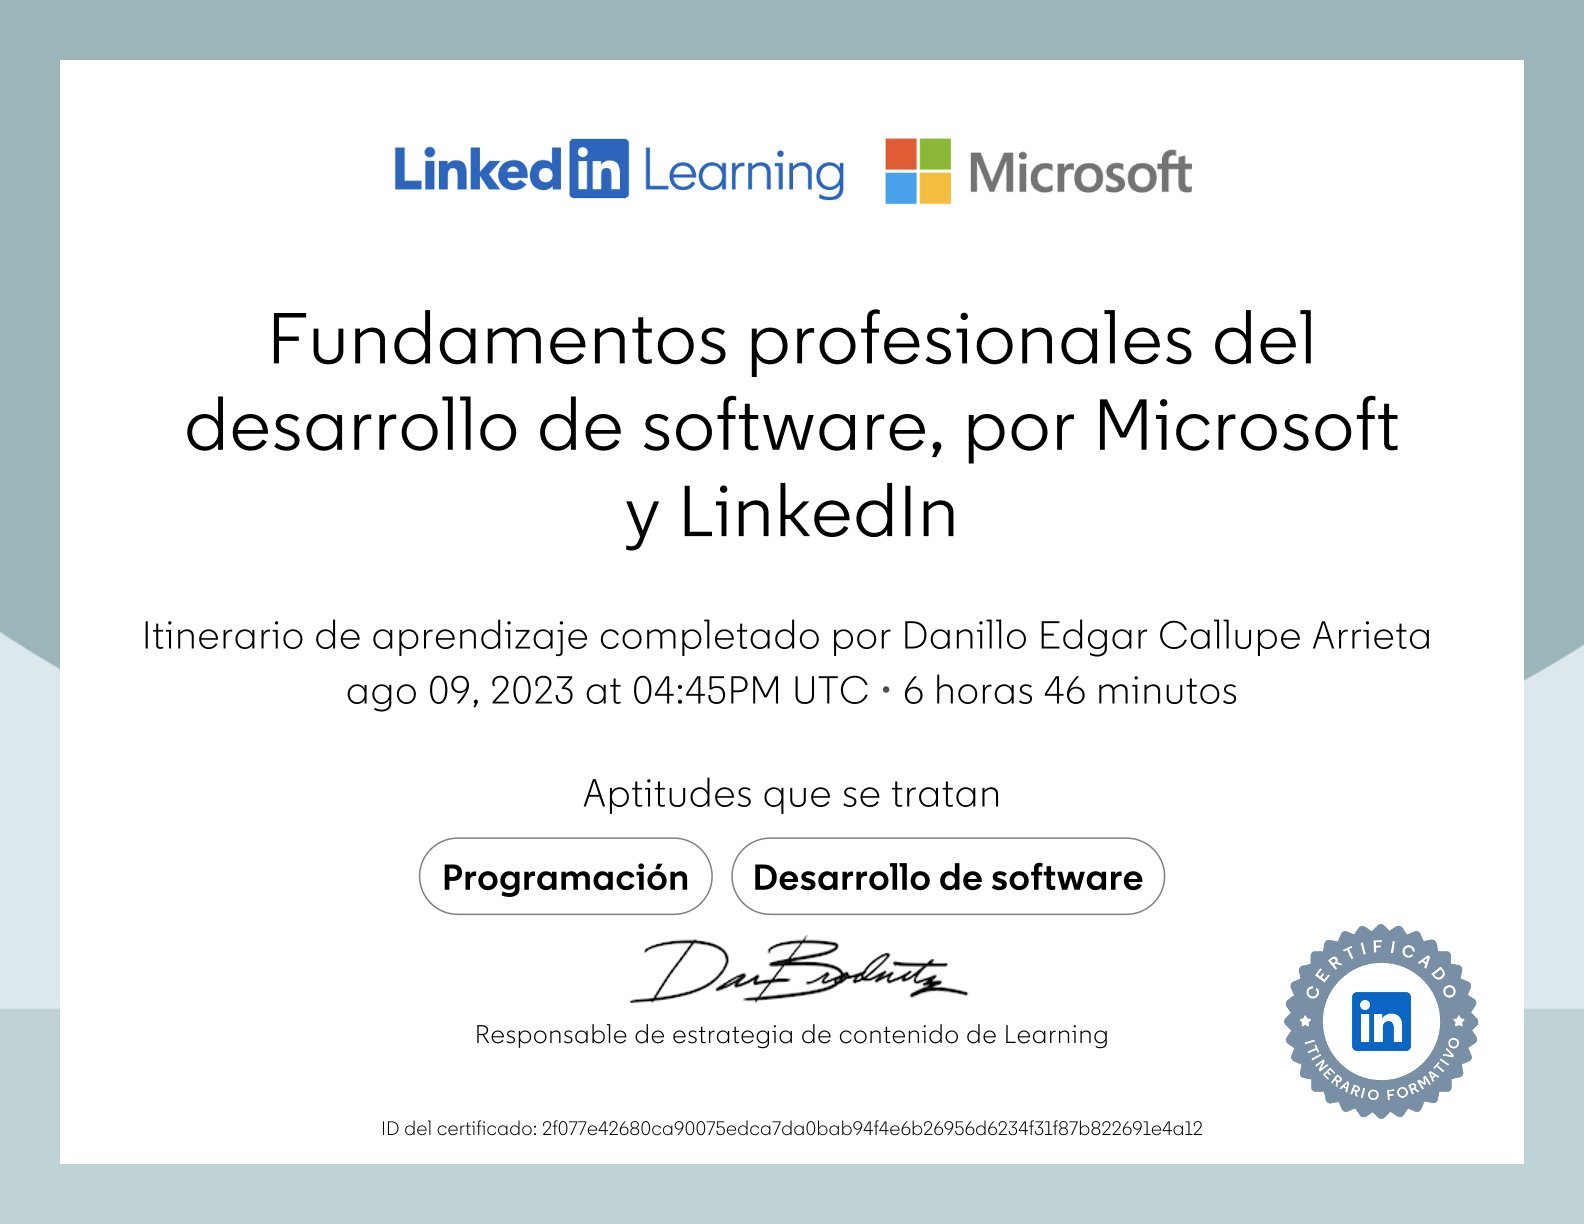 LinkedIn Learning Microsoft
Fundamentos profesionales del
desarrollo de software, por Microsoft
y LinkedIn
Itinerario de aprendizaje completado por Danillo Edgar Callupe Arrieta
ago 09, 2023 at 04:45PM UTC • 6 horas 46 minutos
Aptitudes que se tratan
Programación Desarrollo de software
Dan Brodnitz
Responsable de estrategia de contenido de Learning
CERTIFICADO
in
ITINERARIO FORMATIVO
ID del certificado: 2f077e42680ca90075edca7da0bab94f4e6b26956d6234f31f87b822691e4a12